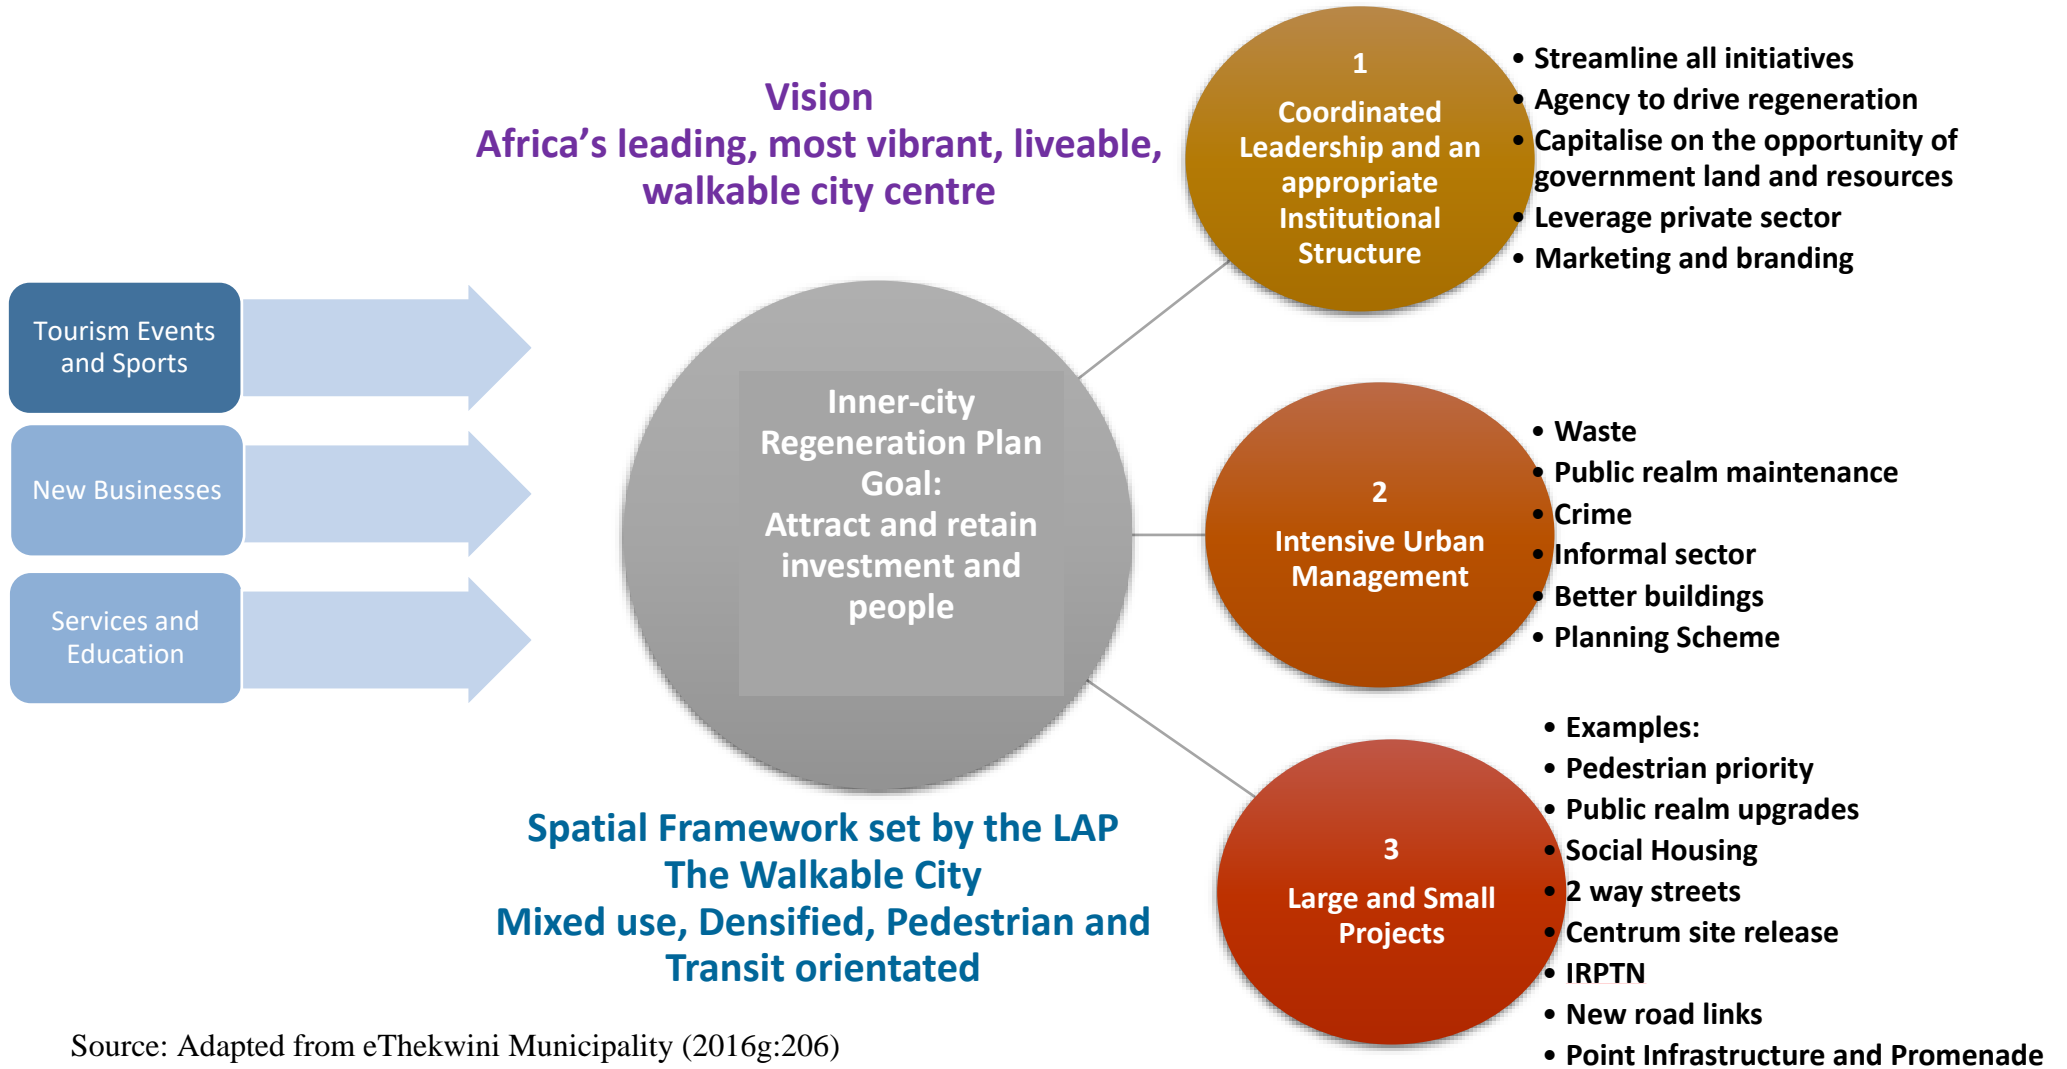 Vision
Africa’s leading, most vibrant, liveable,
walkable city centre
Tourism Events
and Sports
New Businesses
Services and
Education
Inner-city
Regeneration Plan
Goal:
Attract and retain
investment and
people
Spatial Framework set by the LAP
The Walkable City
Mixed use, Densified, Pedestrian and
Transit orientated
1
Coordinated
Leadership and an
appropriate
Institutional
Structure
• Streamline all initiatives
• Agency to drive regeneration
• Capitalise on the opportunity of
government land and resources
• Leverage private sector
• Marketing and branding
2
Intensive Urban
Management
• Waste
• Public realm maintenance
• Crime
• Informal sector
• Better buildings
• Planning Scheme
3
Large and Small
Projects
• Examples:
• Pedestrian priority
• Public realm upgrades
• Social Housing
• 2 way streets
• Centrum site release
• IRPTN
• New road links
• Point Infrastructure and Promenade
Source: Adapted from eThekwini Municipality (2016g:206)